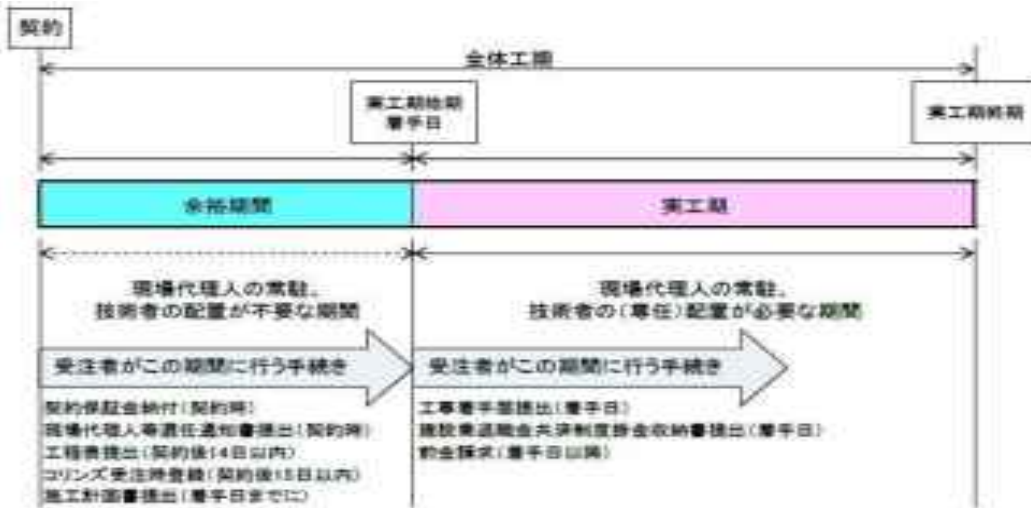 契約
全体工期
実工期始期
着手日
実工期終期
余裕期間
実工期
現場代理人の常駐、
技術者の配置が不要な期間
現場代理人の常駐、
技術者の(専任)配置が必要な期間
受注者がこの期間に行う手続き
受注者がこの期間に行う手続き
契約保証金納付(契約時)
現場代理人等選任通知書提出(契約時)
工程表提出(契約後14日以内)
コリンズ受注時登録(契約後15日以内)
施工計画書提出(着手日までに)
工事着手届提出(着手日)
建設業退職金共済制度掛金収納書提出(着手日)
前金請求(着手日以降)